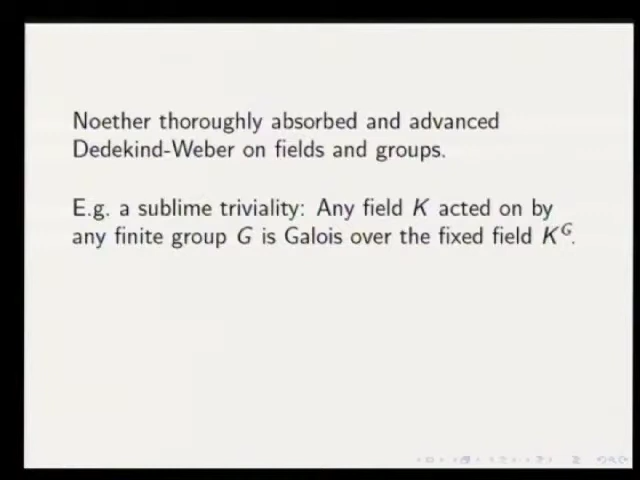 Noether thoroughly absorbed and advanced
Dedekind-Weber on fields and groups.
E.g. a sublime triviality: Any field K acted on by
any finite group G is Galois over the fixed field K^G.